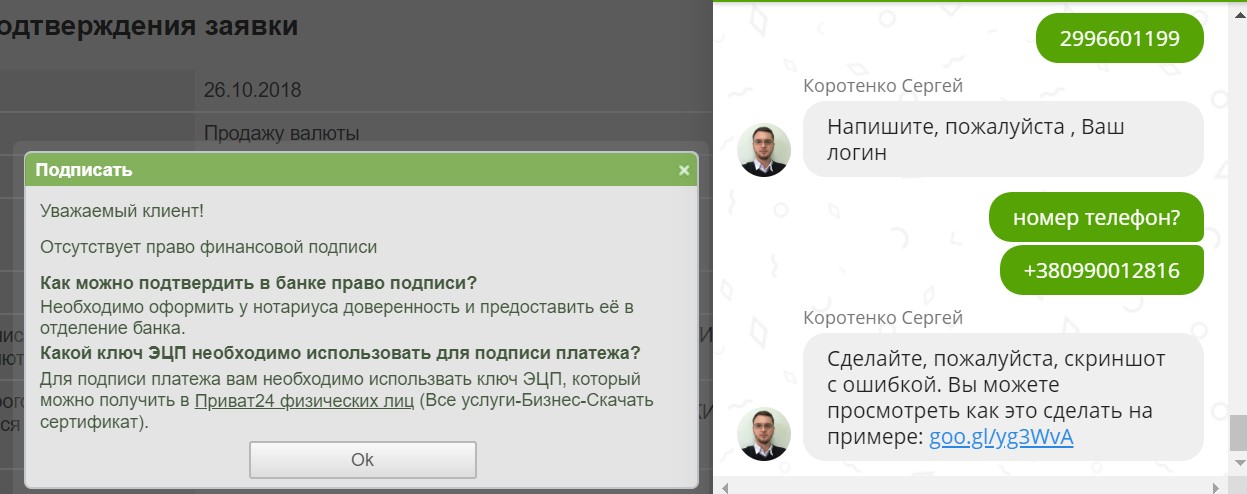 одтверждения заявки
26.10.2018
Продажу валюты
Подписать
×
Уважаемый клиент!
Отсутствует право финансовой подписи
Как можно подтвердить в банке право подписи?
Необходимо оформить у нотариуса доверенность и предоставить её в
отделение банка.
Какой ключ ЭЦП необходимо использовать для подписи платежа?
Для подписи платежа вам необходимо использвать ключ ЭЦП, который
можно получить в Приват24 физических лиц (Все услуги-Бизнес-Скачать
сертификат).
Ok
2996601199
Коротенко Сергей
Напишите, пожалуйста , Ваш
логин
номер телефон?
+380990012816
Коротенко Сергей
Сделайте, пожалуйста, скриншот
с ошибкой. Вы можете
просмотреть как это сделать на
примере: goo.gl/yg3WvA